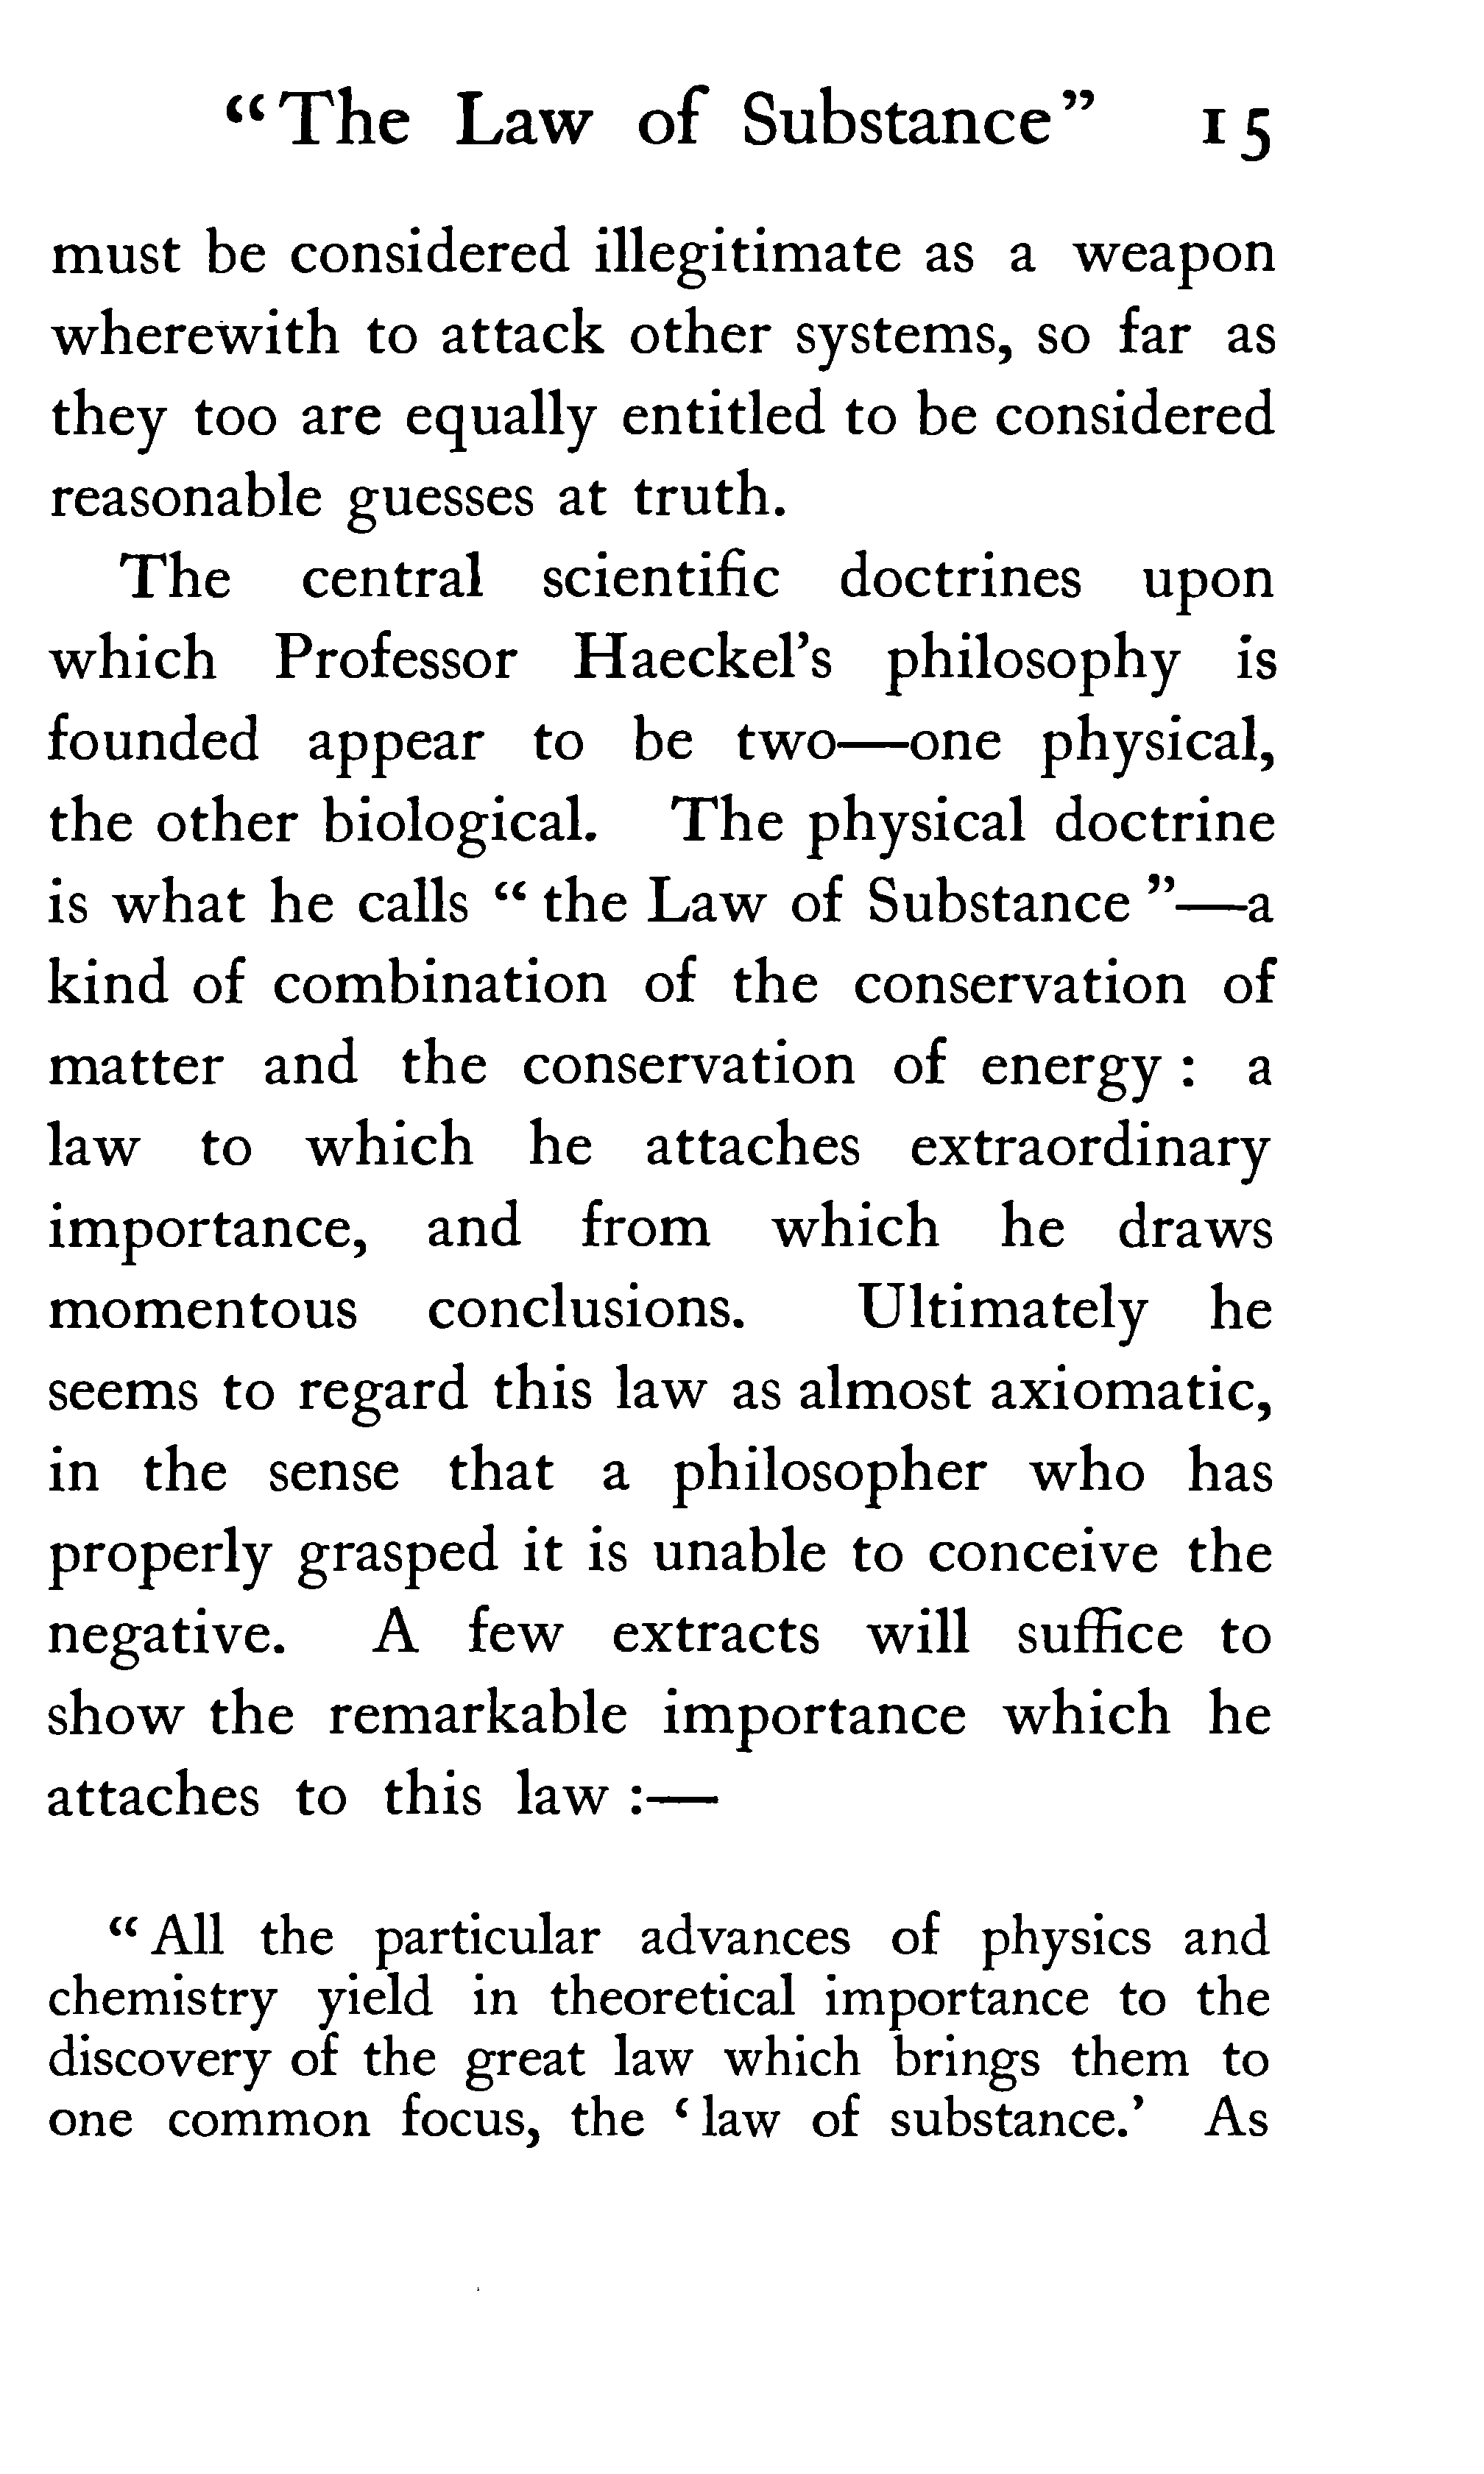 “The Law of Substance” 15
must be considered illegitimate as a weapon
wherewith to attack other systems, so far as
they too are equally entitled to be considered
reasonable guesses at truth.
The central scientific doctrines upon
which Professor Haeckel’s philosophy is
founded appear to be two—one physical,
the other biological. The physical doctrine
is what he calls “ the Law of Substance ”—a
kind of combination of the conservation of
matter and the conservation of energy : a
law to which he attaches extraordinary
importance, and from which he draws
momentous conclusions. Ultimately he
seems to regard this law as almost axiomatic,
in the sense that a philosopher who has
properly grasped it is unable to conceive the
negative. A few extracts will suffice to
show the remarkable importance which he
attaches to this law :—
“ All the particular advances of physics and
chemistry yield in theoretical importance to the
discovery of the great law which brings them to
one common focus, the ‘ law of substance.’ As